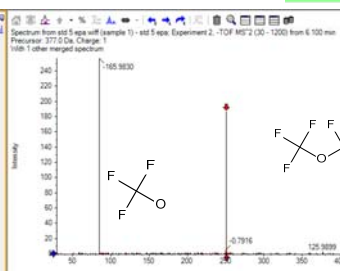 Spectrum from std 5 epa.wiff (sample 1) - std 5 epa; Experiment 2, -TOF MS^2 (30 - 1200) from 6.100 min
Precursor: 377.0 Da, Charge: 1
With 1 other merged spectrum
Intensity
240
220
200
180
160
140
120
100
80
60
40
20
-165.9830
F
F
F
O
F
F
F
O
-0.7916
125.9899
50
100
150
200
250
300
350